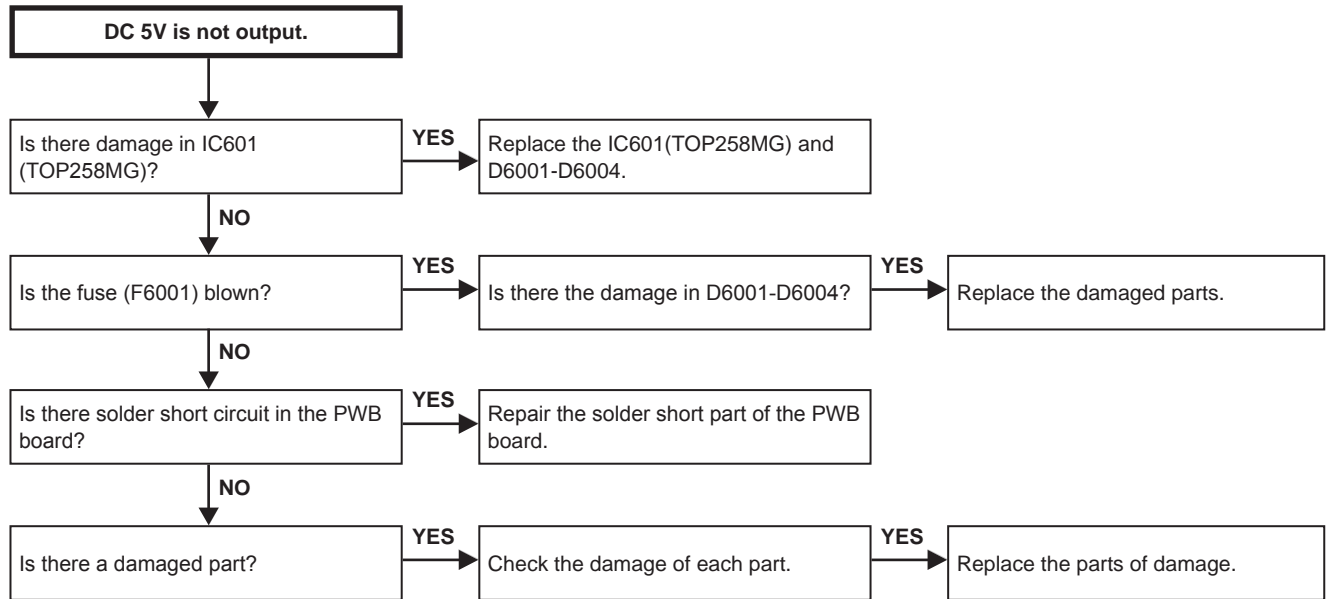 DC 5V is not output.
Is there damage in IC601
(TOP258MG)?
YES
Replace the IC601(TOP258MG) and
D6001-D6004.
NO
Is the fuse (F6001) blown?
YES
Is there the damage in D6001-D6004?
YES
Replace the damaged parts.
NO
Is there solder short circuit in the PWB
board?
YES
Repair the solder short part of the PWB
board.
NO
Is there a damaged part?
YES
Check the damage of each part.
YES
Replace the parts of damage.